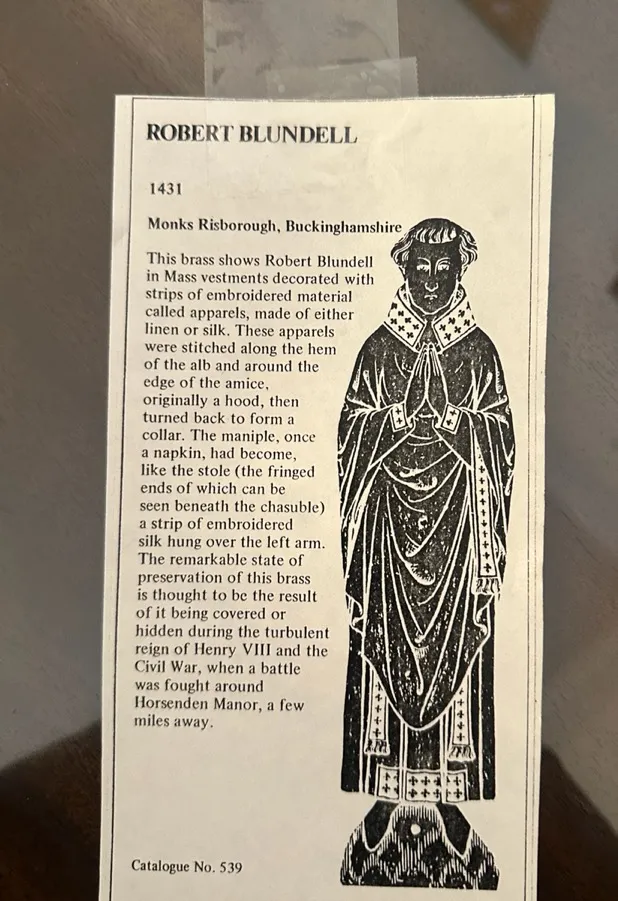 ROBERT BLUNDELL
1431
Monks Risborough, Buckinghamshire
This brass shows Robert Blundell
in Mass vestments decorated with
strips of embroidered material
called apparels, made of either
linen or silk. These apparels
were stitched along the hem
of the alb and around the
edge of the amice,
originally a hood, then
turned back to form a
collar. The maniple, once
a napkin, had become,
like the stole (the fringed
ends of which can be
seen beneath the chasuble)
a strip of embroidered
silk hung over the left arm.
The remarkable state of
preservation of this brass
is thought to be the result
of it being covered or
hidden during the turbulent
reign of Henry VIII and the
Civil War, when a battle
was fought around
Horsenden Manor, a few
miles away.
Catalogue No. 539